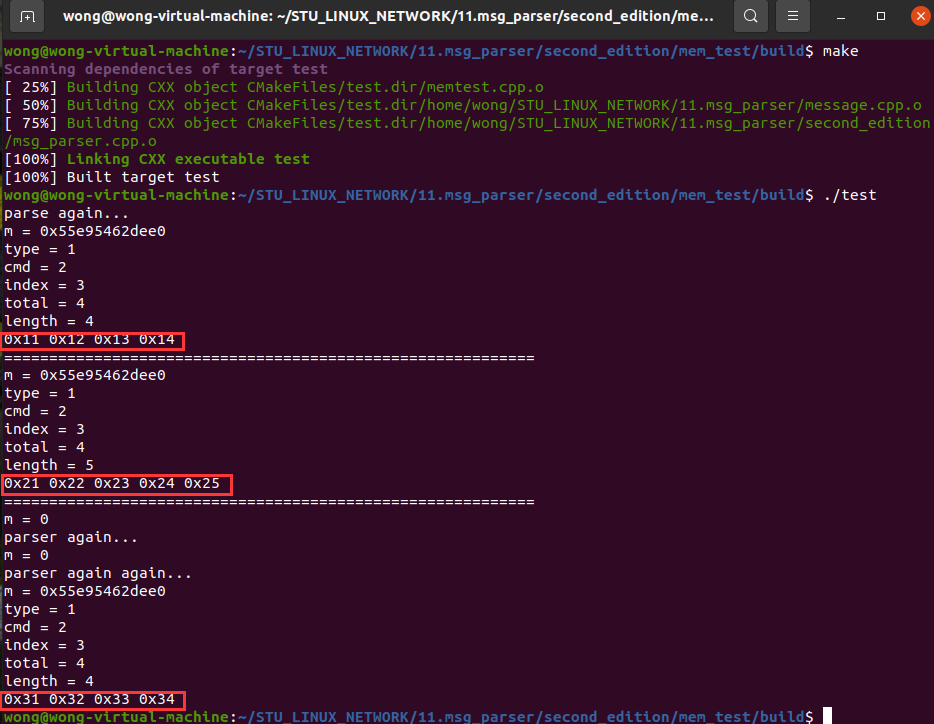 wong@wong-virtual-machine: ~/STU_LINUX_NETWORK/11.msg_parser/second_edition/me...
wong@wong-virtual-machine:~/STU_LINUX_NETWORK/11.msg_parser/second_edition/mem_test/build$ make
Scanning dependencies of target test
[ 25%] Building CXX object CMakeFiles/test.dir/memtest.cpp.o
[ 50%] Building CXX object CMakeFiles/test.dir/home/wong/STU_LINUX_NETWORK/11.msg_parser/message.cpp.o
[ 75%] Building CXX object CMakeFiles/test.dir/home/wong/STU_LINUX_NETWORK/11.msg_parser/second_edition
/msg_parser.cpp.o
[100%] Linking CXX executable test
[100%] Built target test
wong@wong-virtual-machine:~/STU_LINUX_NETWORK/11.msg_parser/second_edition/mem_test/build$ ./test
parse again...
m = 0x55e95462dee0
type = 1
cmd = 2
index = 3
total = 4
length = 4
0x11 0x12 0x13 0x14
===========================================================
m = 0x55e95462dee0
type = 1
cmd = 2
index = 3
total = 4
length = 5
0x21 0x22 0x23 0x24 0x25
===========================================================
m = 0
parser again...
m = 0
parser again again...
m = 0x55e95462dee0
type = 1
cmd = 2
index = 3
total = 4
length = 4
0x31 0x32 0x33 0x34
wong@wong-virtual-machine:~/STU_LINUX_NETWORK/11.msg_parser/second_edition/mem_test/build$